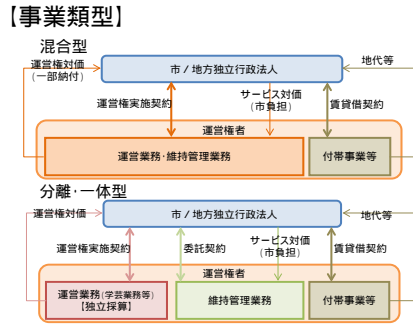 【事業類型】
混合型
運営権対価
(一部納付)
市 / 地方独立行政法人
地代等
運営権実施契約
サービス対価
(市負担)
賃貸借契約
運営権者
運営業務・維持管理業務
付帯事業等
分離・一体型
運営権対価
市 / 地方独立行政法人
地代等
運営権実施契約
委託契約
サービス対価
(市負担)
賃貸借契約
運営権者
運営業務(学芸業務等)
[独立採算]
維持管理業務
付帯事業等